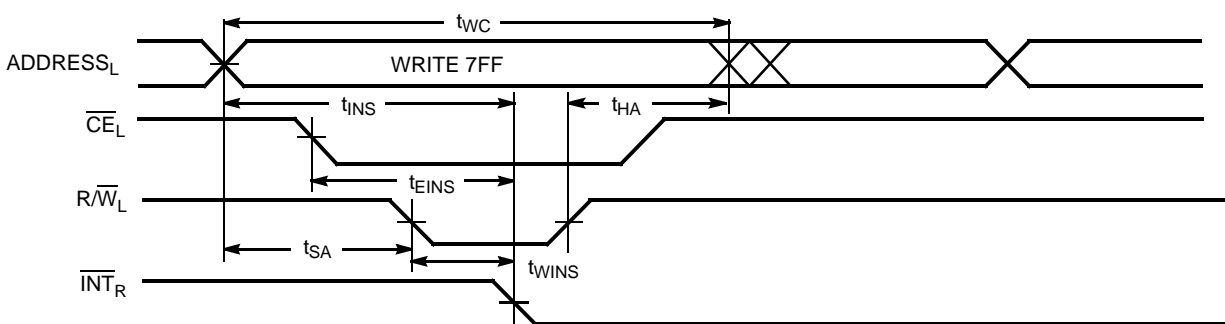 tWC
ADDRESSL
WRITE 7FF
tINS
tHA
CEL
tEINS
R/WL
tSA
tWINS
INTR